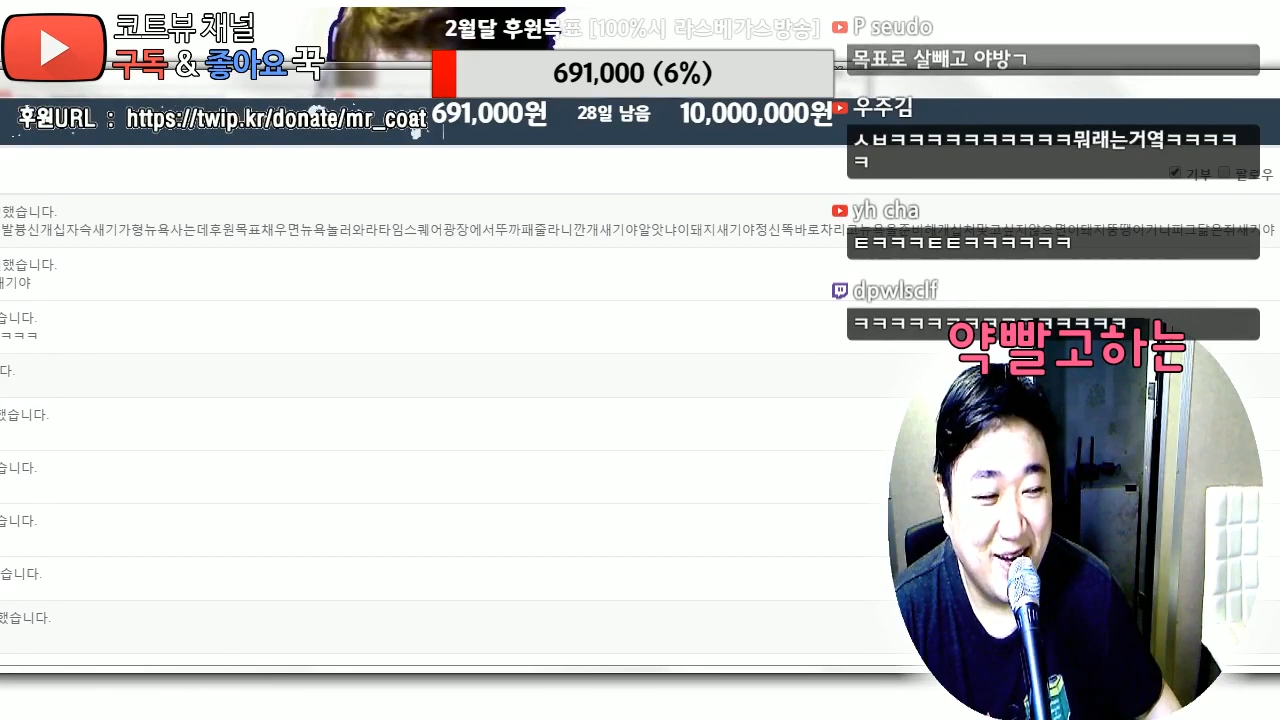 코트뷰 채널
구독 & 좋아요 꾹
2월달 후원목표 [100%시 라스베가스방송]
691,000 (6%)
691,000원 28일 남음 10,000,000원
후원URL : https://twip.kr/donate/mr_coat
P seudo
목표로 살빼고 야방ㄱ
우주김
ㅅㅂㅋㅋㅋㅋㅋㅋㅋㅋㅋㅋ뭐래는거옄ㅋㅋㅋㅋ
ㅋ
기부 팔로우
yh cha
ㅌㅋㅋㅋㅌㅌㅋㅋㅋㅋㅋㅋ
dpwlsclf
ㅋㅋㅋㅋㅋㅋㅋㅋㅋㅋㅋㅋㅋㅋㅋ
약빨고하는
했습니다.
했습니다.
새기야
습니다.
ㅋㅋㅋ
다.
했습니다.
습니다.
습니다.
습니다.
했습니다.